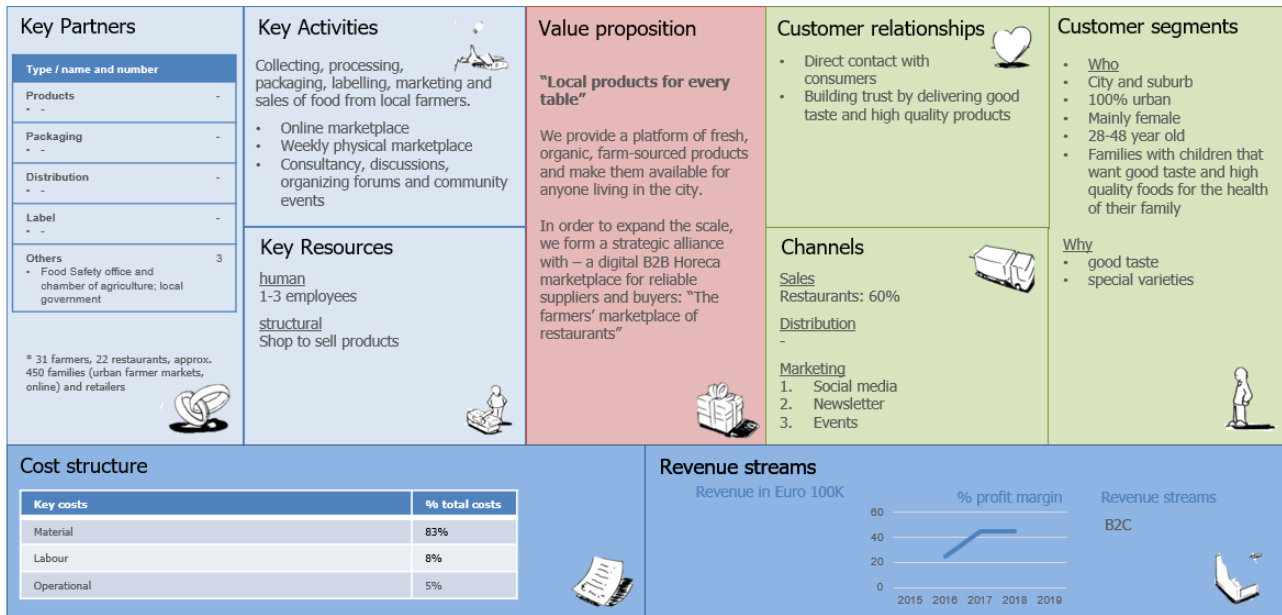 Key Partners
Type / name and number
Products -
• -
Packaging -
• -
Distribution -
• -
Label -
• -
Others 3
• Food Safety office and
chamber of agriculture; local
government
* 31 farmers, 22 restaurants, approx.
450 families (urban farmer markets,
online) and retailers
Key Activities
Collecting, processing,
packaging, labelling, marketing and
sales of food from local farmers.
• Online marketplace
• Weekly physical marketplace
• Consultancy, discussions,
organizing forums and community
events
Key Resources
human
1-3 employees
structural
Shop to sell products
Value proposition
“Local products for every
table”
We provide a platform of fresh,
organic, farm-sourced products
and make them available for
anyone living in the city.
In order to expand the scale,
we form a strategic alliance
with – a digital B2B Horeca
marketplace for reliable
suppliers and buyers: “The
farmers’ marketplace of
restaurants”
Customer relationships
• Direct contact with
consumers
• Building trust by delivering good
taste and high quality products
Channels
Sales
Restaurants: 60%
Distribution
-
Marketing
1. Social media
2. Newsletter
3. Events
Customer segments
• Who
• City and suburb
• 100% urban
• Mainly female
• 28-48 year old
• Families with children that
want good taste and high
quality foods for the health
of their family
Why
• good taste
• special varieties
Cost structure
Key costs % total costs
Material 83%
Labour 8%
Operational 5%
Revenue streams
Revenue in Euro 100K
% profit margin
60
40
20
0
2015 2016 2017 2018 2019
Revenue streams
B2C